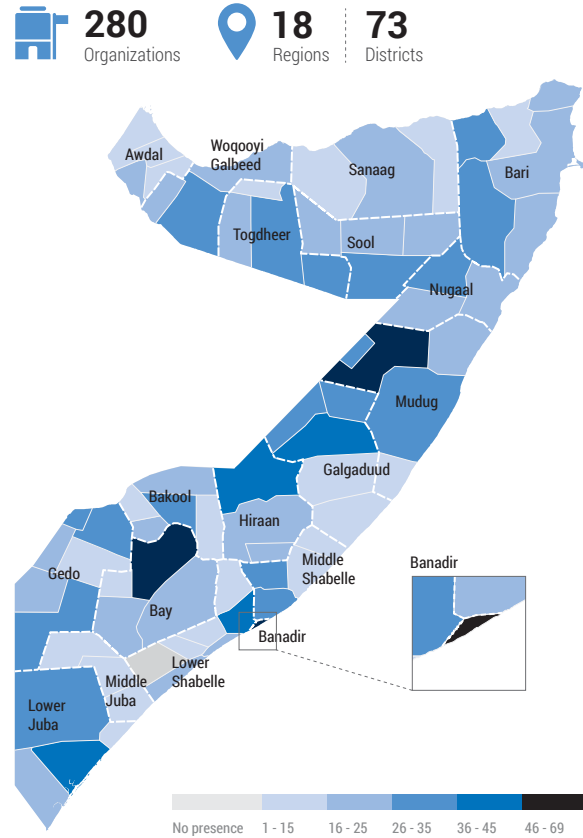 280
Organizations
18
Regions
73
Districts
Awdal
Woqooyi
Galbeed
Sanaag
Bari
Togdheer
Sool
Nugaal
Mudug
Galgaduud
Bakool
Hiraan
Middle
Shabelle
Gedo
Bay
Banadir
Banadir
Lower
Shabelle
Middle
Juba
Lower
Juba
No presence
1 - 15
16 - 25
26 - 35
36 - 45
46 - 69